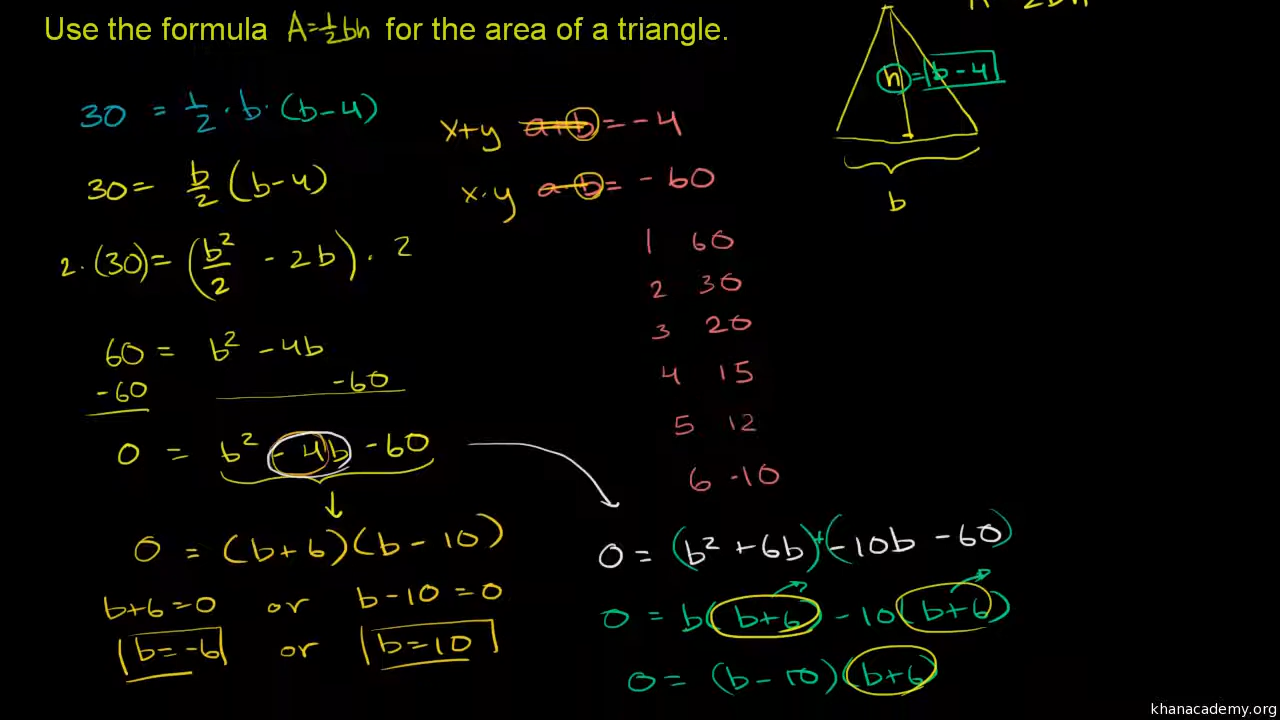 Use the formula A=½bh for the area of a triangle.
h = b-4
b
30 = 1/2 · b · (b-4)
30 = b/2 (b-4)
2·(30) = (b²/2 - 2b) · 2
60 = b² - 4b
-60 -60
0 = b² - 4b - 60
0 = (b+6)(b-10)
b+6=0 or b-10=0
b=-6 or b=10
x+y a+b = -4
x·y a·b = -60
1 60
2 30
3 20
4 15
5 12
6 -10
0 = (b² + 6b) + (-10b - 60)
0 = b(b+6) - 10(b+6)
0 = (b-10)(b+6)
khanacademy.org